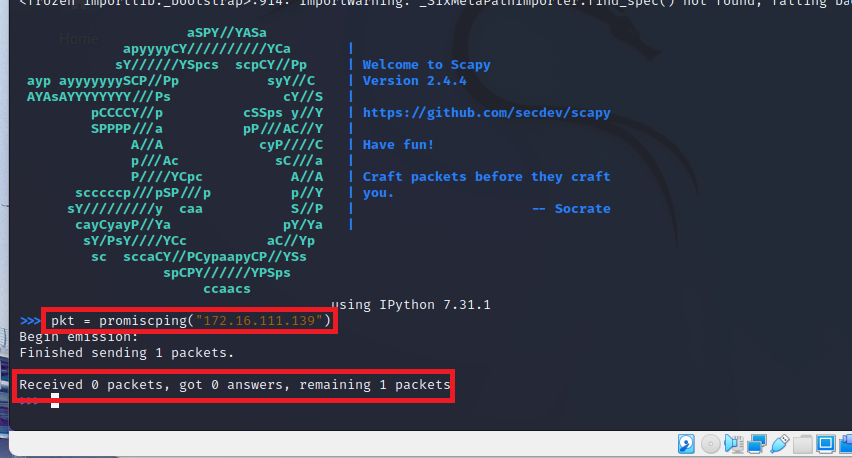 <frozen importlib._bootstrap>:914: ImportWarning: _SixMetaPathImporter.find_spec() not found; falling bac
Home
aSPY//YASa
apyyyyCY//////////YCa |
sY//////YSpcs scpCY//Pp | Welcome to Scapy
ayp ayyyyyyySCP//Pp syY//C | Version 2.4.4
AYAsAYYYYYYYY///Ps cY//S |
pCCCCY//p cSSps y//Y | https://github.com/secdev/scapy
SPPPP///a pP///AC//Y |
A//A cyP////C | Have fun!
p///Ac sC///a |
P////YCpc A//A | Craft packets before they craft
scccccp///pSP///p p//Y | you.
sY/////////y caa S//P | -- Socrate
cayCyayP//Ya pY/Ya |
sY/PsY////YCc aC//Yp
sc sccaCY//PCypaapyCP//YSs
spCPY//////YPSps
ccaacs
using IPython 7.31.1
>>> pkt = promiscping("172.16.111.139")
Begin emission:
Finished sending 1 packets.
Received 0 packets, got 0 answers, remaining 1 packets
>>>